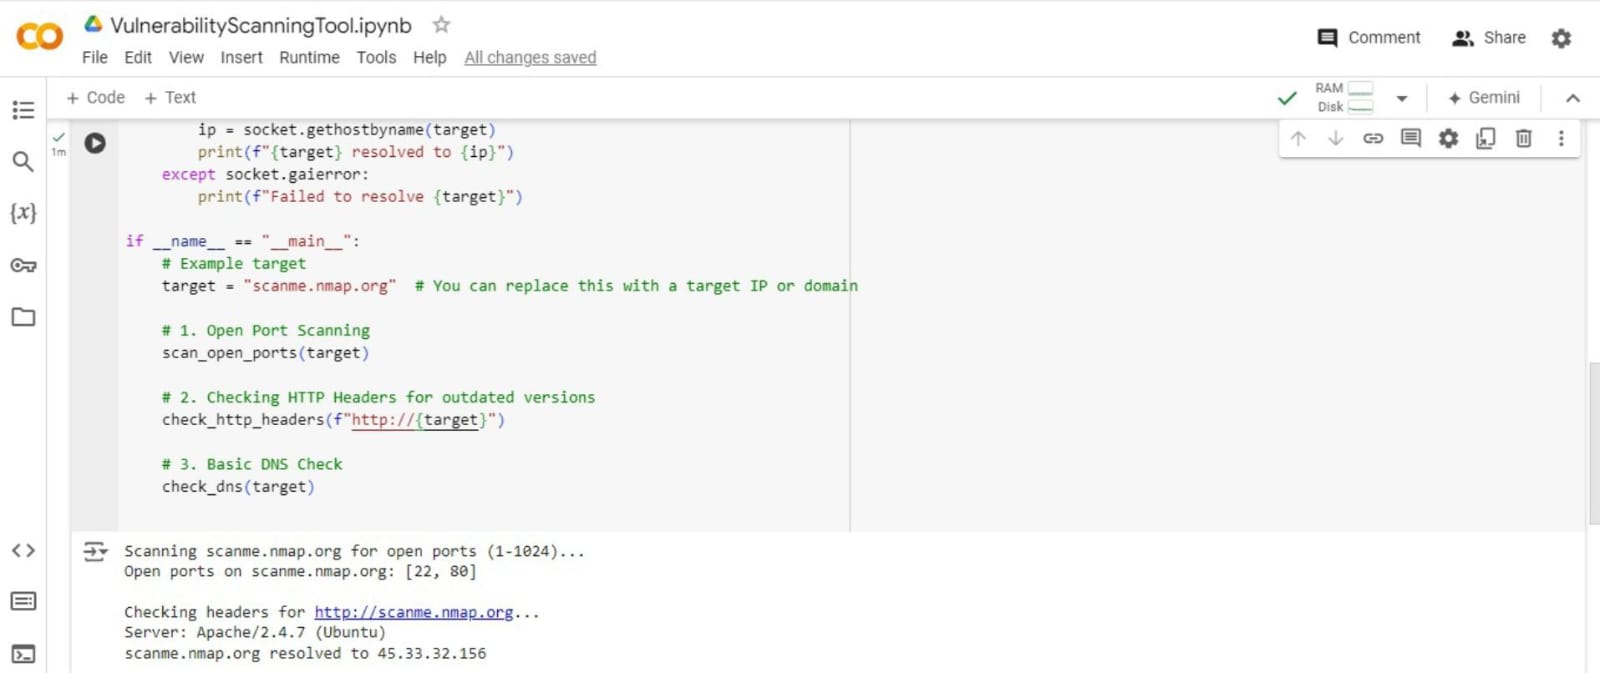 VulnerabilityScanningTool.ipynb
Comment Share
File Edit View Insert Runtime Tools Help All changes saved
+ Code + Text
RAM
Disk
Gemini
1m
{x}
        ip = socket.gethostbyname(target)
        print(f"{target} resolved to {ip}")
    except socket.gaierror:
        print(f"Failed to resolve {target}")
if __name__ == "__main__":
    # Example target
    target = "scanme.nmap.org"  # You can replace this with a target IP or domain
    # 1. Open Port Scanning
    scan_open_ports(target)
    # 2. Checking HTTP Headers for outdated versions
    check_http_headers(f"http://{target}")
    # 3. Basic DNS Check
    check_dns(target)
Scanning scanme.nmap.org for open ports (1-1024)...
Open ports on scanme.nmap.org: [22, 80]
Checking headers for http://scanme.nmap.org...
Server: Apache/2.4.7 (Ubuntu)
scanme.nmap.org resolved to 45.33.32.156